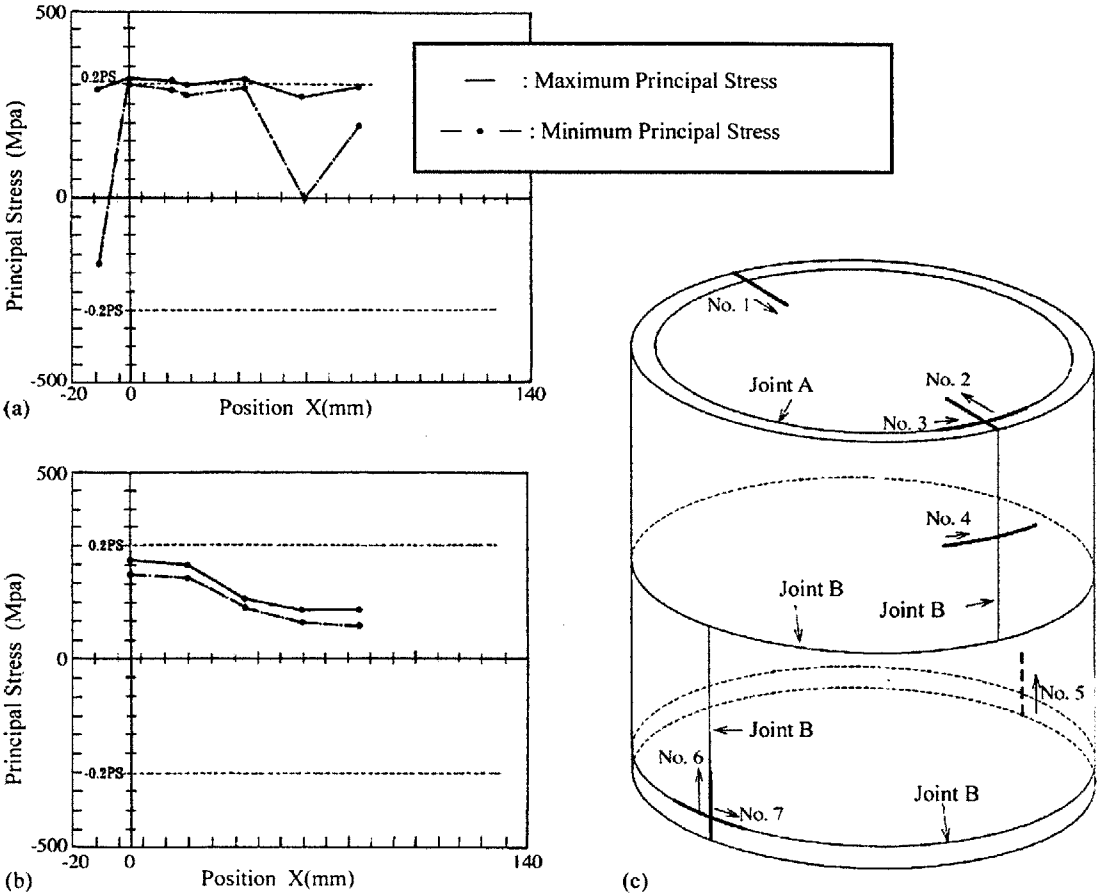 500
0.2PS
0
-0.2PS
-500
-20
0
140
Principal Stress (Mpa)
Position X(mm)
(a)
: Maximum Principal Stress
: Minimum Principal Stress
500
0.2PS
0
-0.2PS
-500
-20
0
140
Principal Stress (Mpa)
Position X(mm)
(b)
No. 1
Joint A
No. 2
No. 3
No. 4
Joint B
Joint B
No. 5
Joint B
No. 6
No. 7
Joint B
(c)